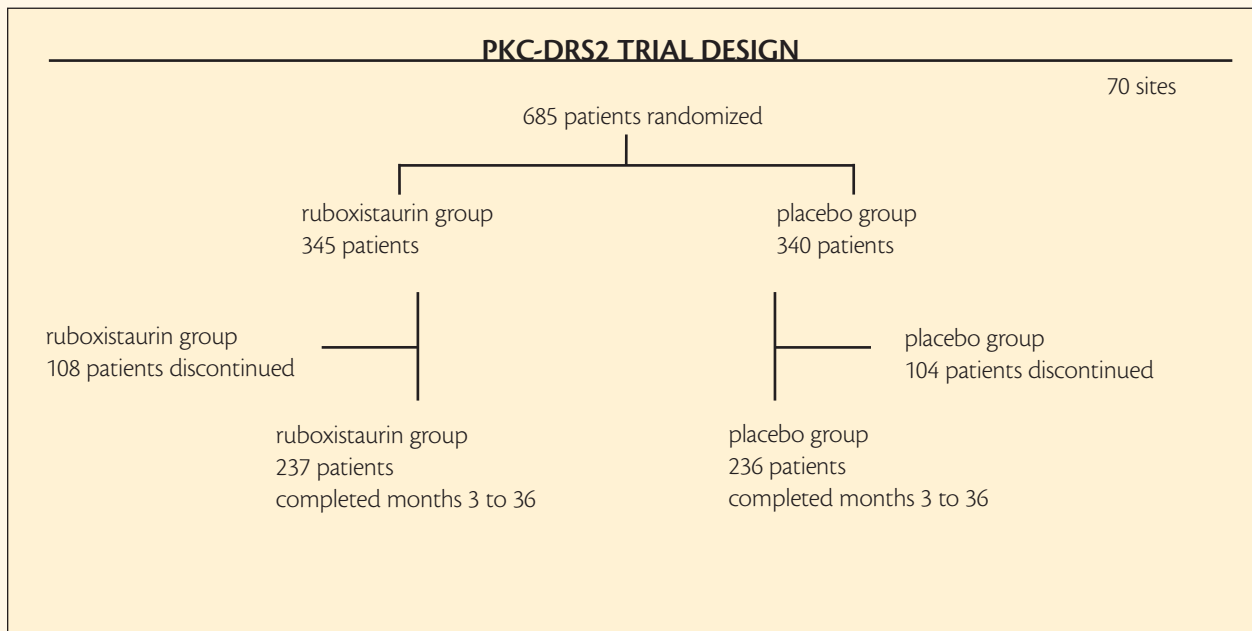 PKC-DRS2 TRIAL DESIGN
70 sites
685 patients randomized
ruboxistaurin group
345 patients
placebo group
340 patients
ruboxistaurin group
108 patients discontinued
placebo group
104 patients discontinued
ruboxistaurin group
237 patients
completed months 3 to 36
placebo group
236 patients
completed months 3 to 36